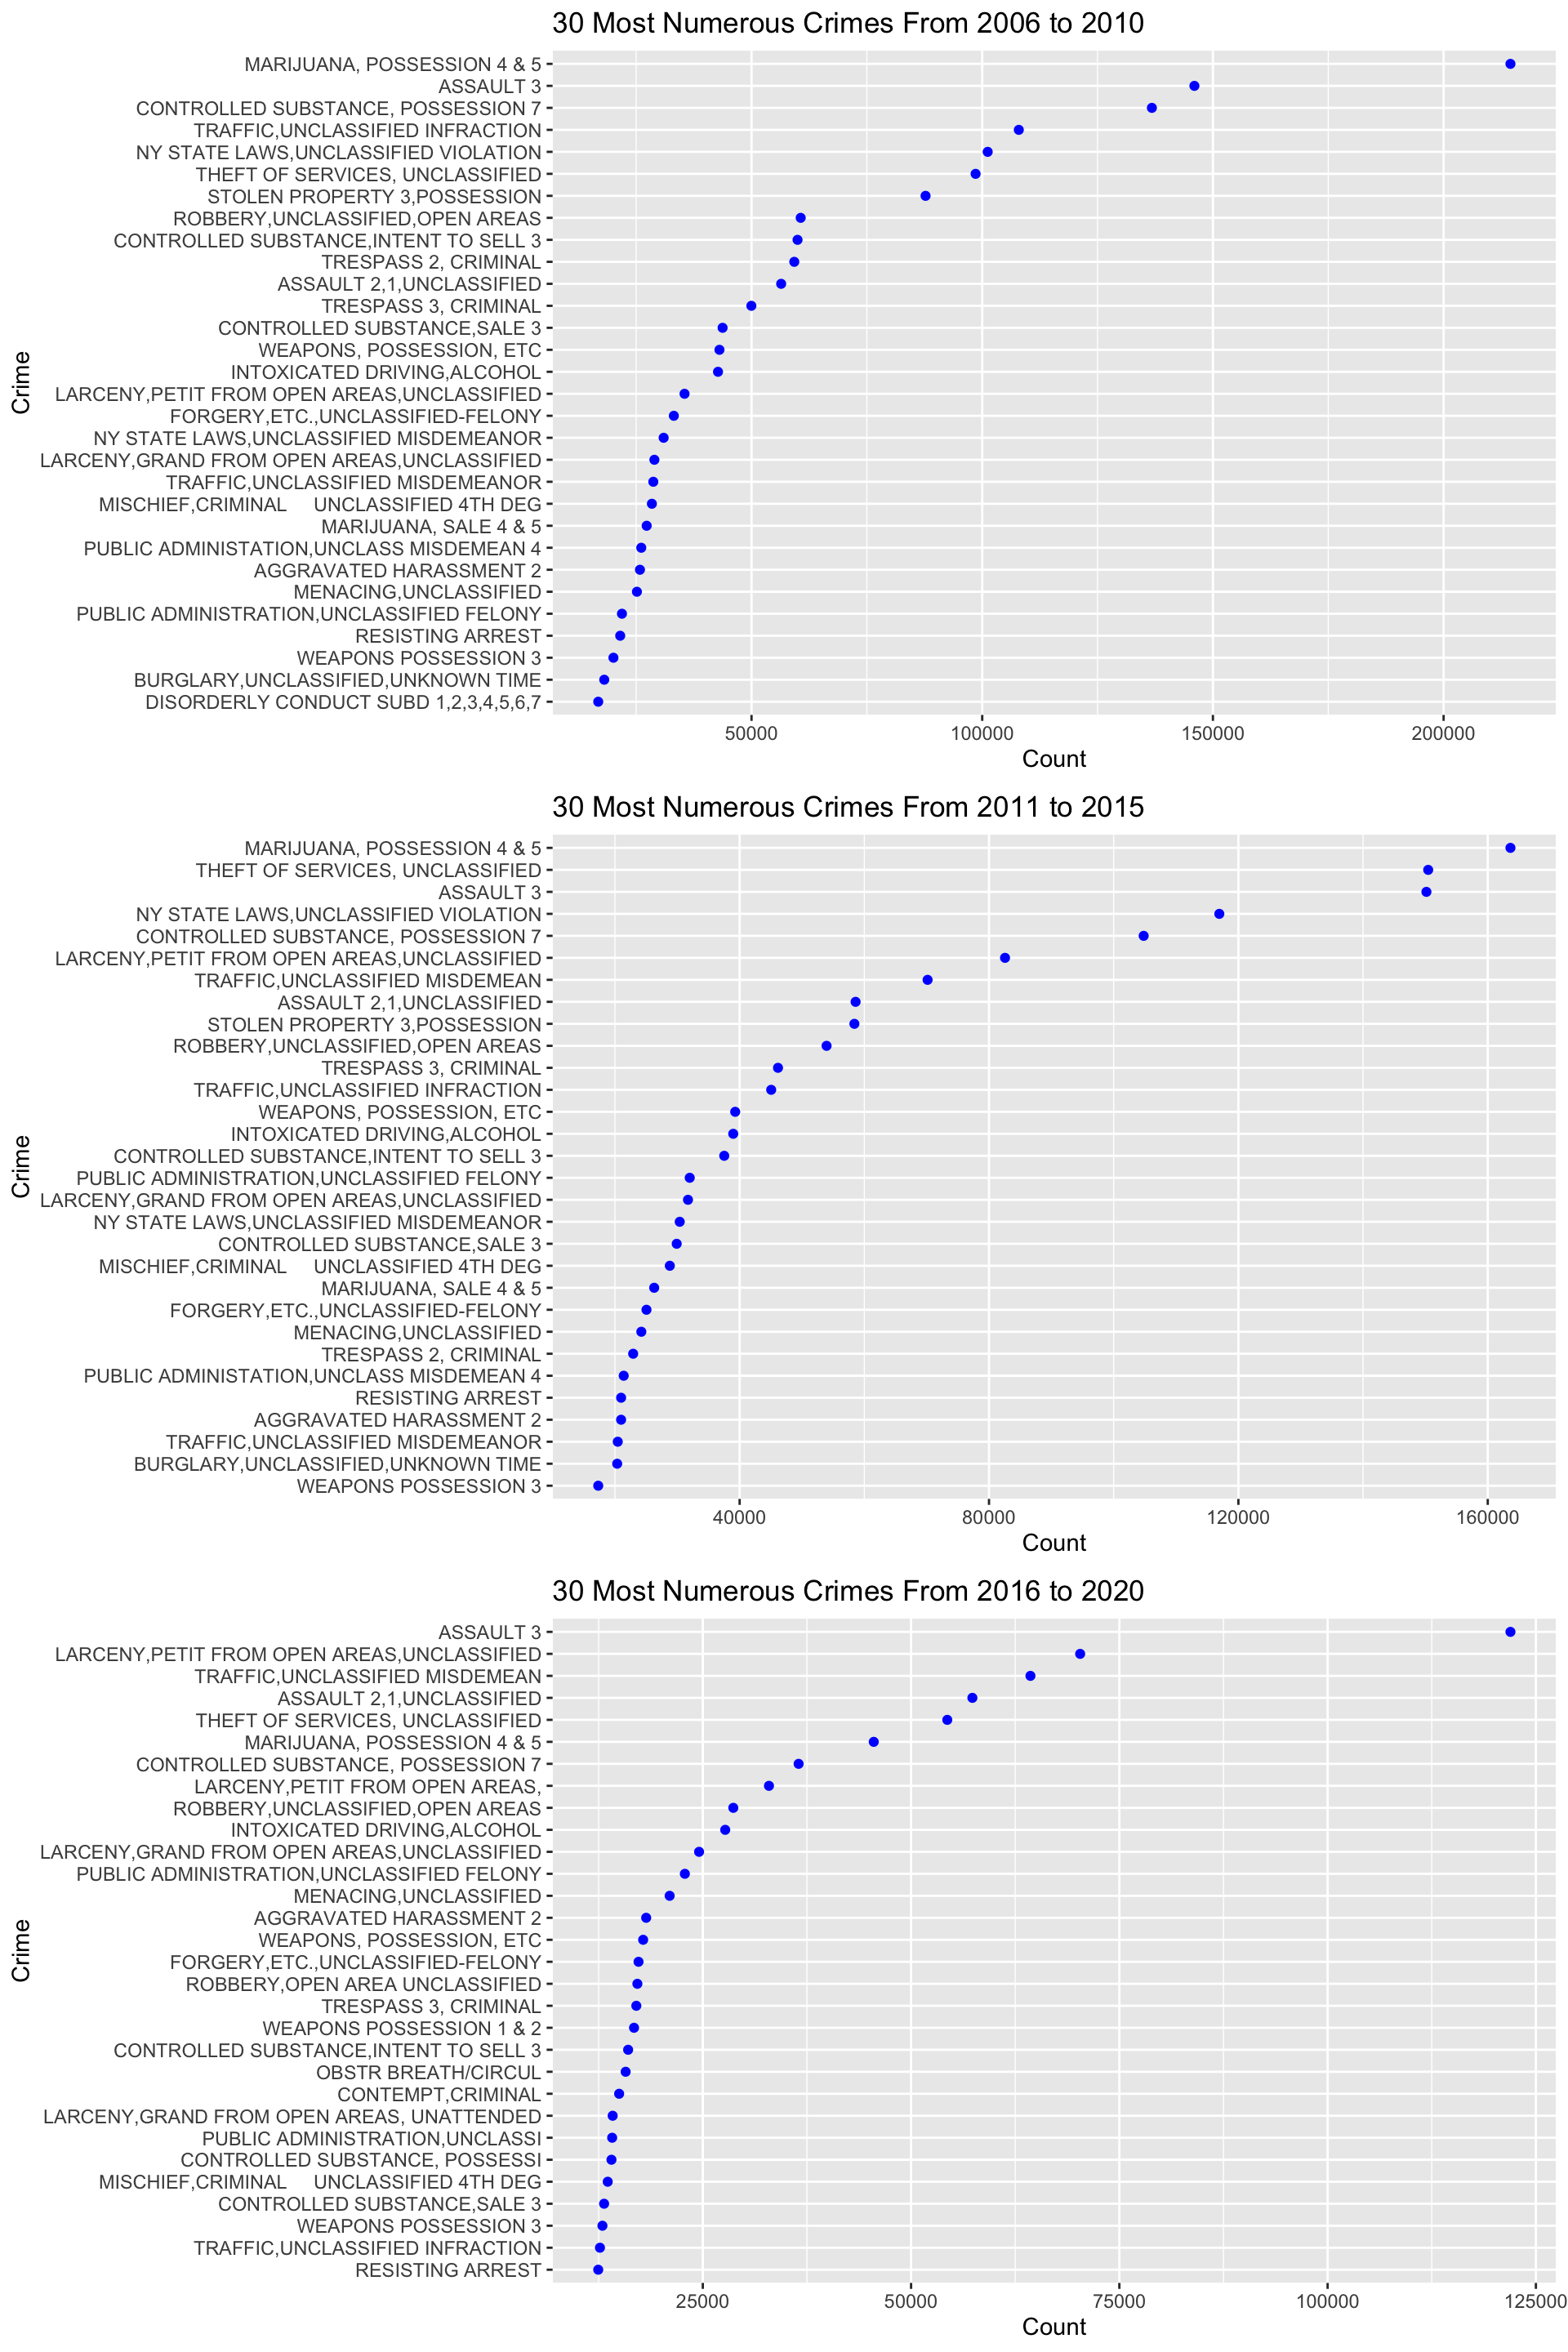 30 Most Numerous Crimes From 2006 to 2010
MARIJUANA, POSSESSION 4 & 5
ASSAULT 3
CONTROLLED SUBSTANCE, POSSESSION 7
TRAFFIC,UNCLASSIFIED INFRACTION
NY STATE LAWS,UNCLASSIFIED VIOLATION
THEFT OF SERVICES, UNCLASSIFIED
STOLEN PROPERTY 3,POSSESSION
ROBBERY,UNCLASSIFIED,OPEN AREAS
CONTROLLED SUBSTANCE,INTENT TO SELL 3
TRESPASS 2, CRIMINAL
ASSAULT 2,1,UNCLASSIFIED
TRESPASS 3, CRIMINAL
CONTROLLED SUBSTANCE,SALE 3
WEAPONS, POSSESSION, ETC
INTOXICATED DRIVING,ALCOHOL
LARCENY,PETIT FROM OPEN AREAS,UNCLASSIFIED
FORGERY,ETC.,UNCLASSIFIED-FELONY
NY STATE LAWS,UNCLASSIFIED MISDEMEANOR
LARCENY,GRAND FROM OPEN AREAS,UNCLASSIFIED
TRAFFIC,UNCLASSIFIED MISDEMEANOR
MISCHIEF,CRIMINAL     UNCLASSIFIED 4TH DEG
MARIJUANA, SALE 4 & 5
PUBLIC ADMINISTATION,UNCLASS MISDEMEAN 4
AGGRAVATED HARASSMENT 2
MENACING,UNCLASSIFIED
PUBLIC ADMINISTRATION,UNCLASSIFIED FELONY
RESISTING ARREST
WEAPONS POSSESSION 3
BURGLARY,UNCLASSIFIED,UNKNOWN TIME
DISORDERLY CONDUCT SUBD 1,2,3,4,5,6,7
Crime
50000 100000 150000 200000
Count
30 Most Numerous Crimes From 2011 to 2015
MARIJUANA, POSSESSION 4 & 5
THEFT OF SERVICES, UNCLASSIFIED
ASSAULT 3
NY STATE LAWS,UNCLASSIFIED VIOLATION
CONTROLLED SUBSTANCE, POSSESSION 7
LARCENY,PETIT FROM OPEN AREAS,UNCLASSIFIED
TRAFFIC,UNCLASSIFIED MISDEMEAN
ASSAULT 2,1,UNCLASSIFIED
STOLEN PROPERTY 3,POSSESSION
ROBBERY,UNCLASSIFIED,OPEN AREAS
TRESPASS 3, CRIMINAL
TRAFFIC,UNCLASSIFIED INFRACTION
WEAPONS, POSSESSION, ETC
INTOXICATED DRIVING,ALCOHOL
CONTROLLED SUBSTANCE,INTENT TO SELL 3
PUBLIC ADMINISTRATION,UNCLASSIFIED FELONY
LARCENY,GRAND FROM OPEN AREAS,UNCLASSIFIED
NY STATE LAWS,UNCLASSIFIED MISDEMEANOR
CONTROLLED SUBSTANCE,SALE 3
MISCHIEF,CRIMINAL     UNCLASSIFIED 4TH DEG
MARIJUANA, SALE 4 & 5
FORGERY,ETC.,UNCLASSIFIED-FELONY
MENACING,UNCLASSIFIED
TRESPASS 2, CRIMINAL
PUBLIC ADMINISTATION,UNCLASS MISDEMEAN 4
RESISTING ARREST
AGGRAVATED HARASSMENT 2
TRAFFIC,UNCLASSIFIED MISDEMEANOR
BURGLARY,UNCLASSIFIED,UNKNOWN TIME
WEAPONS POSSESSION 3
Crime
40000 80000 120000 160000
Count
30 Most Numerous Crimes From 2016 to 2020
ASSAULT 3
LARCENY,PETIT FROM OPEN AREAS,UNCLASSIFIED
TRAFFIC,UNCLASSIFIED MISDEMEAN
ASSAULT 2,1,UNCLASSIFIED
THEFT OF SERVICES, UNCLASSIFIED
MARIJUANA, POSSESSION 4 & 5
CONTROLLED SUBSTANCE, POSSESSION 7
LARCENY,PETIT FROM OPEN AREAS,
ROBBERY,UNCLASSIFIED,OPEN AREAS
INTOXICATED DRIVING,ALCOHOL
LARCENY,GRAND FROM OPEN AREAS,UNCLASSIFIED
PUBLIC ADMINISTRATION,UNCLASSIFIED FELONY
MENACING,UNCLASSIFIED
AGGRAVATED HARASSMENT 2
WEAPONS, POSSESSION, ETC
FORGERY,ETC.,UNCLASSIFIED-FELONY
ROBBERY,OPEN AREA UNCLASSIFIED
TRESPASS 3, CRIMINAL
WEAPONS POSSESSION 1 & 2
CONTROLLED SUBSTANCE,INTENT TO SELL 3
OBSTR BREATH/CIRCUL
CONTEMPT,CRIMINAL
LARCENY,GRAND FROM OPEN AREAS, UNATTENDED
PUBLIC ADMINISTRATION,UNCLASSI
CONTROLLED SUBSTANCE, POSSESSI
MISCHIEF,CRIMINAL     UNCLASSIFIED 4TH DEG
CONTROLLED SUBSTANCE,SALE 3
WEAPONS POSSESSION 3
TRAFFIC,UNCLASSIFIED INFRACTION
RESISTING ARREST
Crime
25000 50000 75000 100000 125000
Count